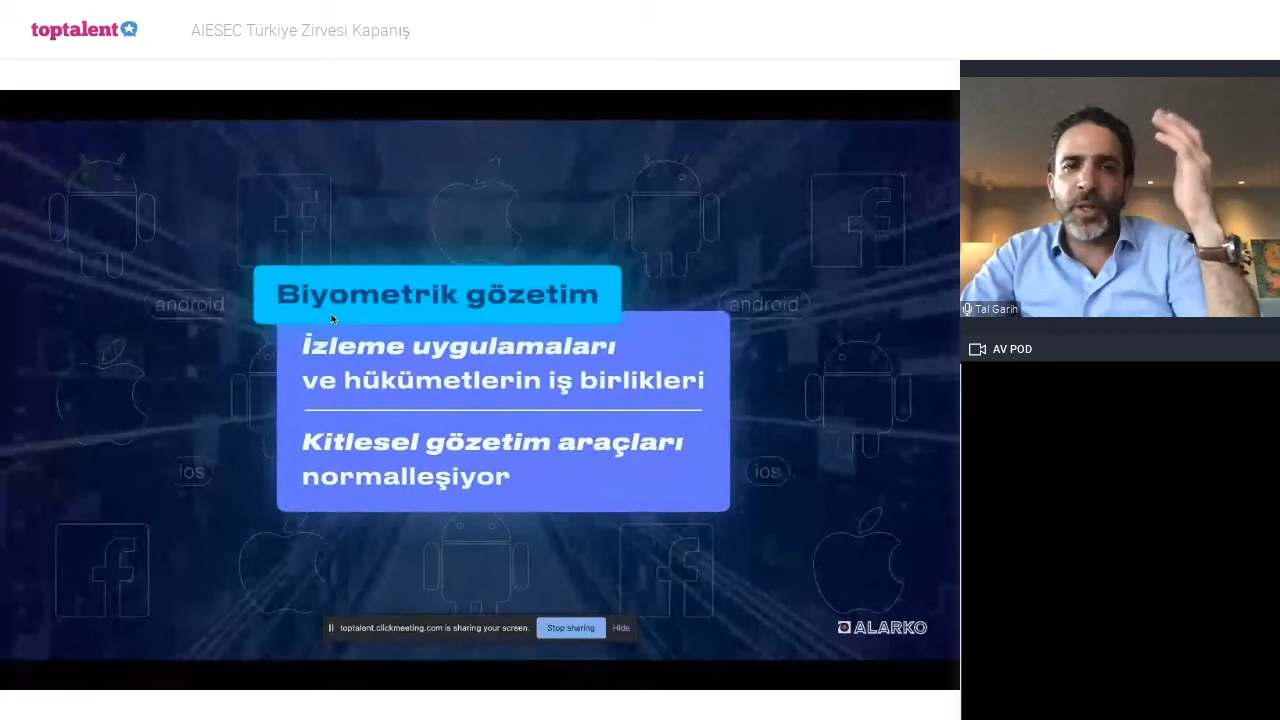 toptalent
AIESEC Türkiye Zirvesi Kapanış
Biyometrik gözetim
İzleme uygulamaları
ve hükümetlerin iş birlikleri
Kitlesel gözetim araçları
normalleşiyor
android
android
ios
ios
toptalent.clickmeeting.com is sharing your screen.
Stop sharing
Hide
ALARKO
Tal Garih
AV POD